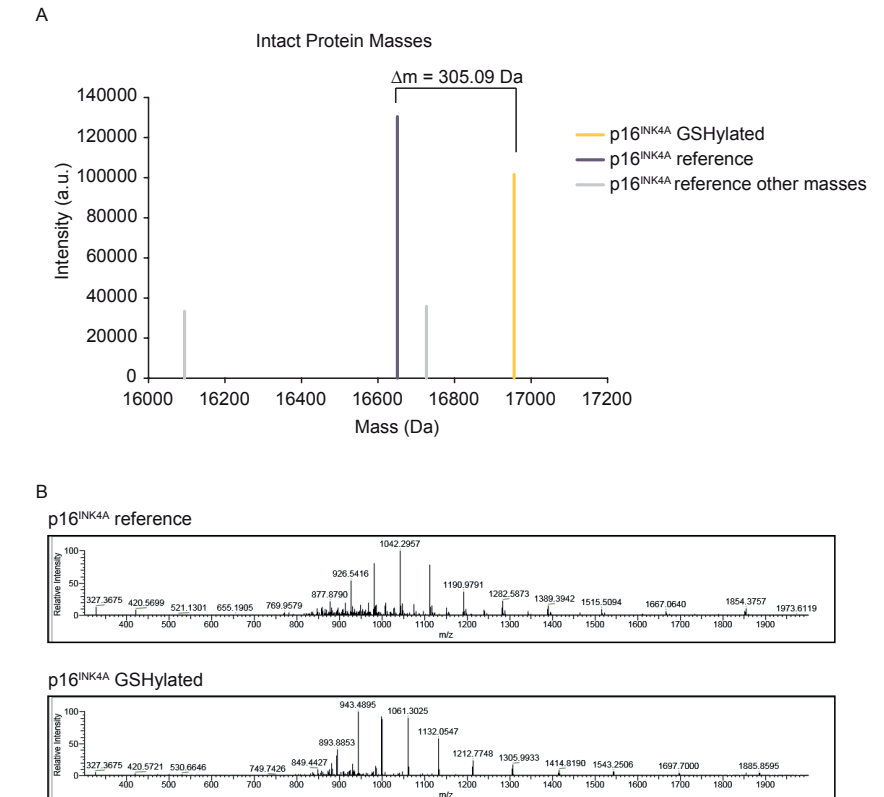 A
Intact Protein Masses
Δm = 305.09 Da
140000
120000
100000
80000
60000
40000
20000
0
Intensity (a.u.)
16000 16200 16400 16600 16800 17000 17200
Mass (Da)
p16INK4A GSHylated
p16INK4A reference
p16INK4A reference other masses
B
p16INK4A reference
Relative Intensity
100
50
0
327.3675 420.5699 521.1301 655.1905 769.9579 877.8790 926.5416 1042.2957 1190.9791 1282.5873 1389.3942 1515.5094 1667.0640 1854.3757 1973.6119
400 500 600 700 800 900 1000 1100 1200 1300 1400 1500 1600 1700 1800 1900
m/z
p16INK4A GSHylated
Relative Intensity
100
50
0
327.3675 420.5721 530.6646 749.7426 849.4427 893.8853 943.4895 1061.3025 1132.0547 1212.7748 1305.9933 1414.8190 1543.2506 1697.7000 1885.8595
400 500 600 700 800 900 1000 1100 1200 1300 1400 1500 1600 1700 1800 1900
m/z